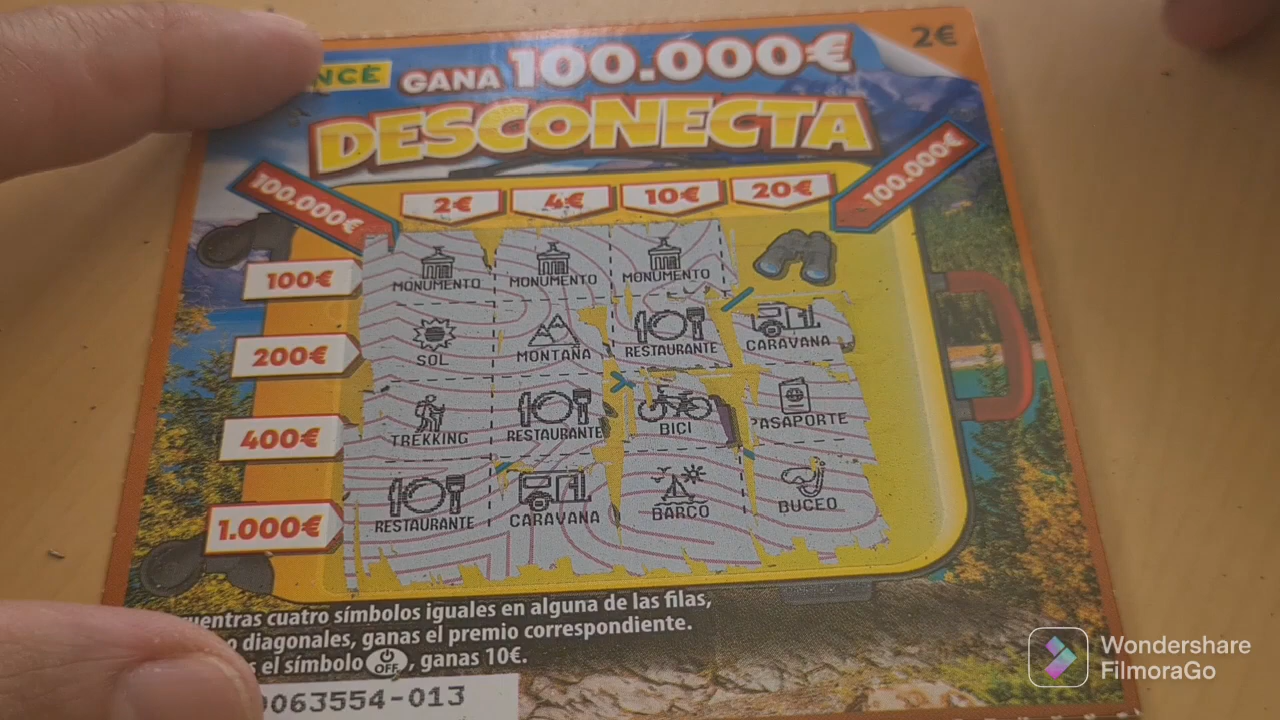 GANA 100.000€
2€
DESCONECTA
100.000€
2€ 4€ 10€ 20€
100.000€
100€
MONUMENTO MONUMENTO MONUMENTO
200€
SOL MONTAÑA RESTAURANTE CARAVANA
400€
TREKKING RESTAURANTE BICI PASAPORTE
1.000€
RESTAURANTE CARAVANA BARCO BUCEO
cuatro símbolos iguales en alguna de las filas,
o diagonales, ganas el premio correspondiente.
el símbolo OFF, ganas 10€.
063554-013
Wondershare
FilmoraGo